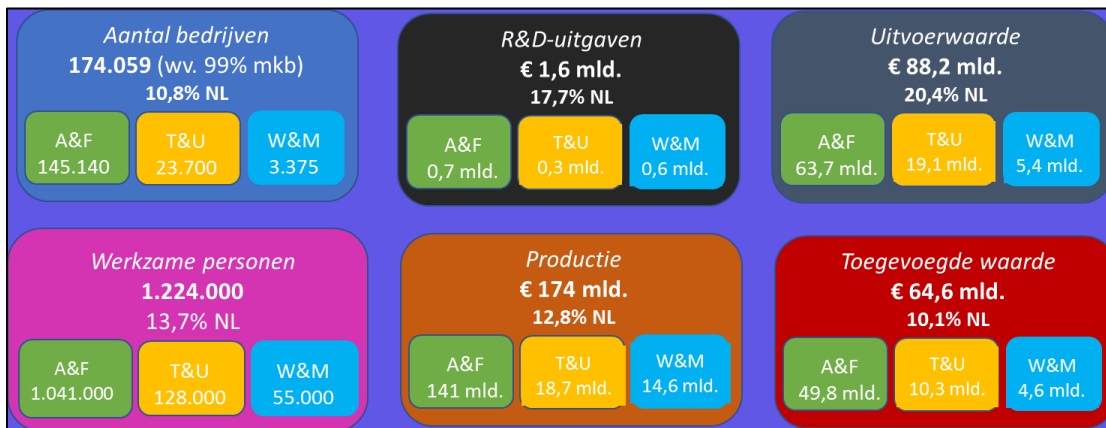 Aantal bedrijven
174.059 (wv. 99% mkb)
10,8% NL
A&F
145.140
T&U
23.700
W&M
3.375
R&D-uitgaven
€ 1,6 mld.
17,7% NL
A&F
0,7 mld.
T&U
0,3 mld.
W&M
0,6 mld.
Uitvoerwaarde
€ 88,2 mld.
20,4% NL
A&F
63,7 mld.
T&U
19,1 mld.
W&M
5,4 mld.
Werkzame personen
1.224.000
13,7% NL
A&F
1.041.000
T&U
128.000
W&M
55.000
Productie
€ 174 mld.
12,8% NL
A&F
141 mld.
T&U
18,7 mld.
W&M
14,6 mld.
Toegevoegde waarde
€ 64,6 mld.
10,1% NL
A&F
49,8 mld.
T&U
10,3 mld.
W&M
4,6 mld.